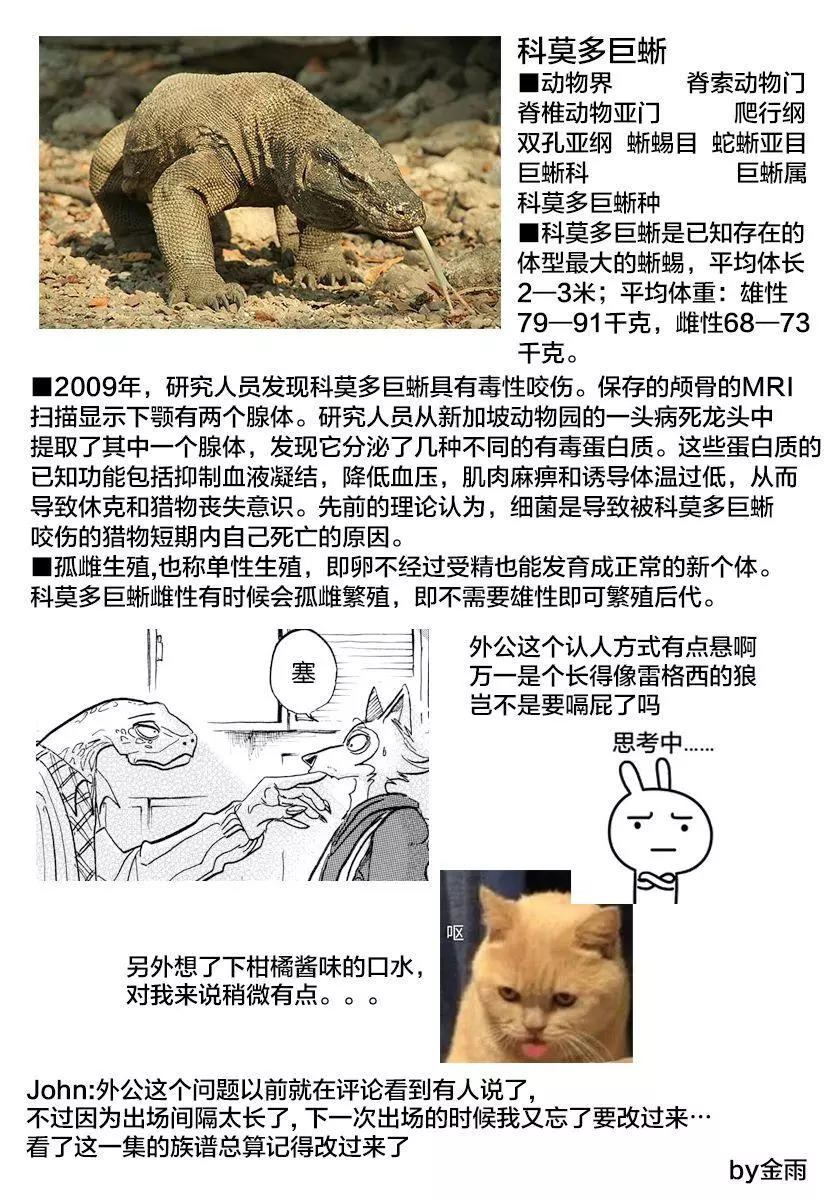 科莫多巨蜥
■动物界 脊索动物门
脊椎动物亚门 爬行纲
双孔亚纲 蜥蜴目 蛇蜥亚目
巨蜥科 巨蜥属
科莫多巨蜥种
■科莫多巨蜥是已知存在的
体型最大的蜥蜴，平均体长
2—3米；平均体重：雄性
79—91千克，雌性68—73
千克。
■2009年，研究人员发现科莫多巨蜥具有毒性咬伤。保存的颅骨的MRI
扫描显示下颚有两个腺体。研究人员从新加坡动物园的一头病死龙头中
提取了其中一个腺体，发现它分泌了几种不同的有毒蛋白质。这些蛋白质的
已知功能包括抑制血液凝结，降低血压，肌肉麻痹和诱导体温过低，从而
导致休克和猎物丧失意识。先前的理论认为，细菌是导致被科莫多巨蜥
咬伤的猎物短期内自己死亡的原因。
■孤雌生殖,也称单性生殖，即卵不经过受精也能发育成正常的新个体。
科莫多巨蜥雌性有时候会孤雌繁殖，即不需要雄性即可繁殖后代。
塞
外公这个认人方式有点悬啊
万一是个长得像雷格西的狼
岂不是要嗝屁了吗
思考中......
呕
另外想了下柑橘酱味的口水，
对我来说稍微有点。。。
John:外公这个问题以前就在评论看到有人说了,
不过因为出场间隔太长了, 下一次出场的时候我又忘了要改过来…
看了这一集的族谱总算记得改过来了
by金雨